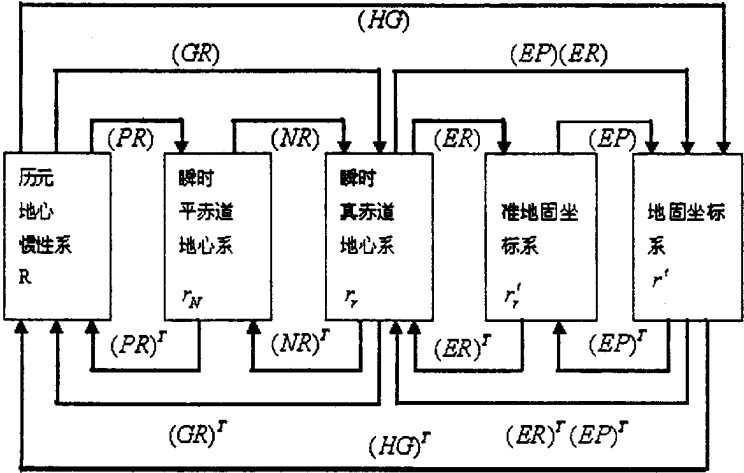 (HG)
(GR)
(EP)(ER)
(PR)
(NR)
(ER)
(EP)
历元
地心
惯性系
R
瞬时
平赤道
地心系
r_N
瞬时
真赤道
地心系
r_r
准地固坐
标系
r_r^t
地固坐标
系
r^t
(PR)^T
(NR)^T
(ER)^T
(EP)^T
(GR)^T
(HG)^T
(ER)^T(EP)^T